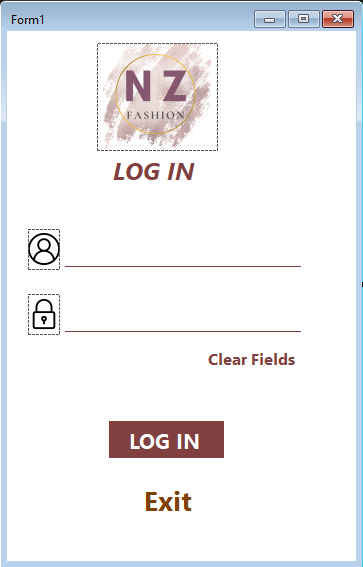 Form1
N Z
FASHION
LOG IN
Clear Fields
LOG IN
Exit